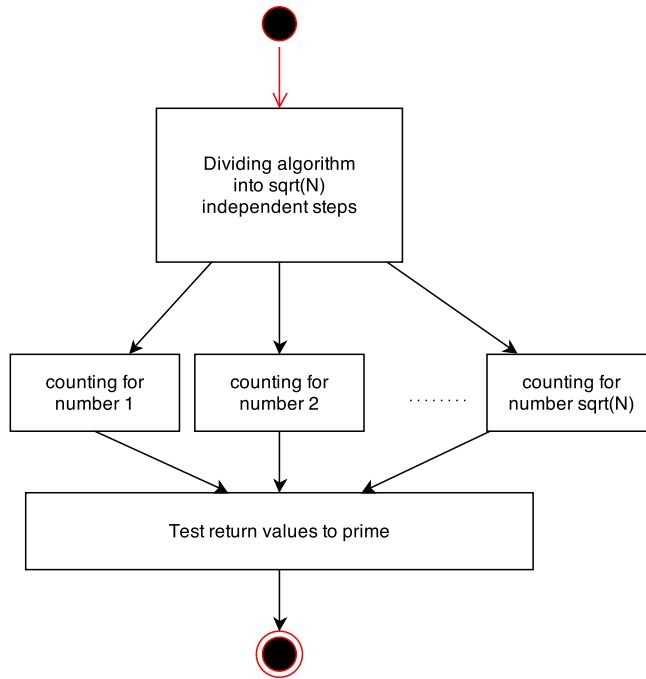 Dividing algorithm
into sqrt(N)
independent steps
counting for
number 1
counting for
number 2
........
counting for
number sqrt(N)
Test return values to prime